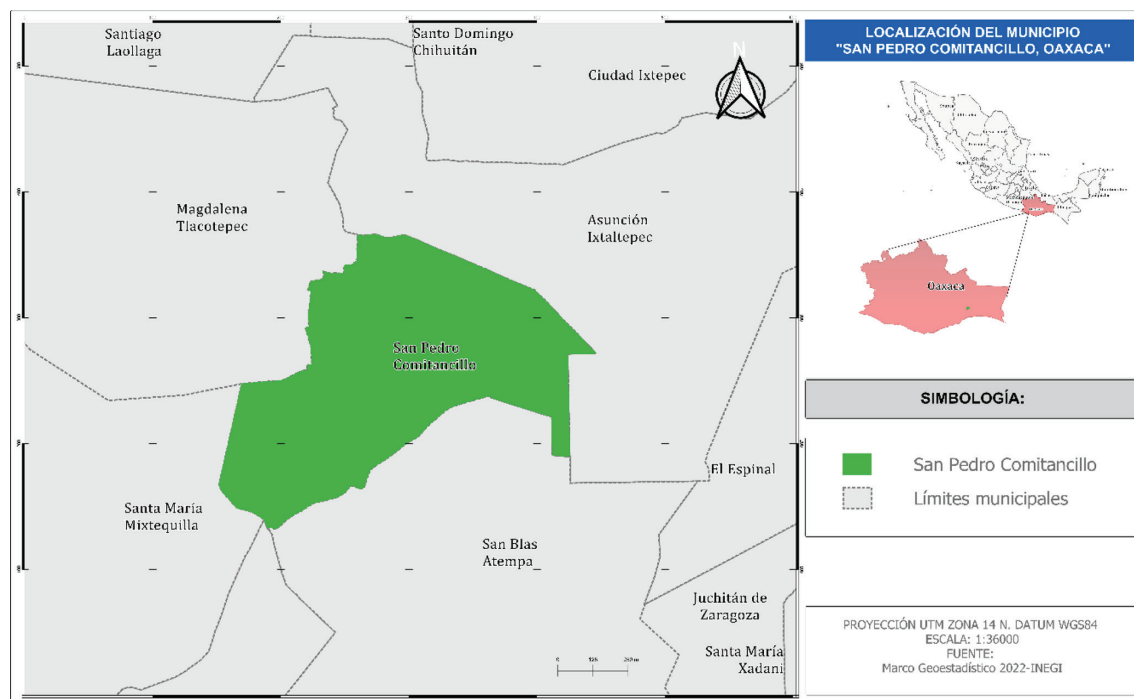 Santiago
Laollaga
Santo Domingo
Chihuitán
Ciudad Ixtepec
N
Magdalena
Tlacotepec
Asunción
Ixtaltepec
San Pedro
Comitancillo
El Espinal
Santa María
Mixtequilla
San Blas
Atempa
Juchitán de
Zaragoza
Santa María
Xadani
LOCALIZACIÓN DEL MUNICIPIO
"SAN PEDRO COMITANCILLO, OAXACA"
Oaxaca
SIMBOLOGÍA:
San Pedro Comitancillo
Límites municipales
PROYECCIÓN UTM ZONA 14 N. DATUM WGS84
ESCALA: 1:36000
FUENTE:
Marco Geoestadístico 2022-INEGI